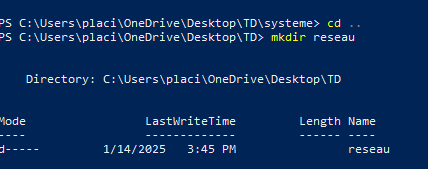 PS C:\Users\placi\OneDrive\Desktop\TD\systeme> cd ..
PS C:\Users\placi\OneDrive\Desktop\TD> mkdir reseau
Directory: C:\Users\placi\OneDrive\Desktop\TD
Mode LastWriteTime Length Name
---- ------------- ------ ----
d----- 1/14/2025 3:45 PM reseau